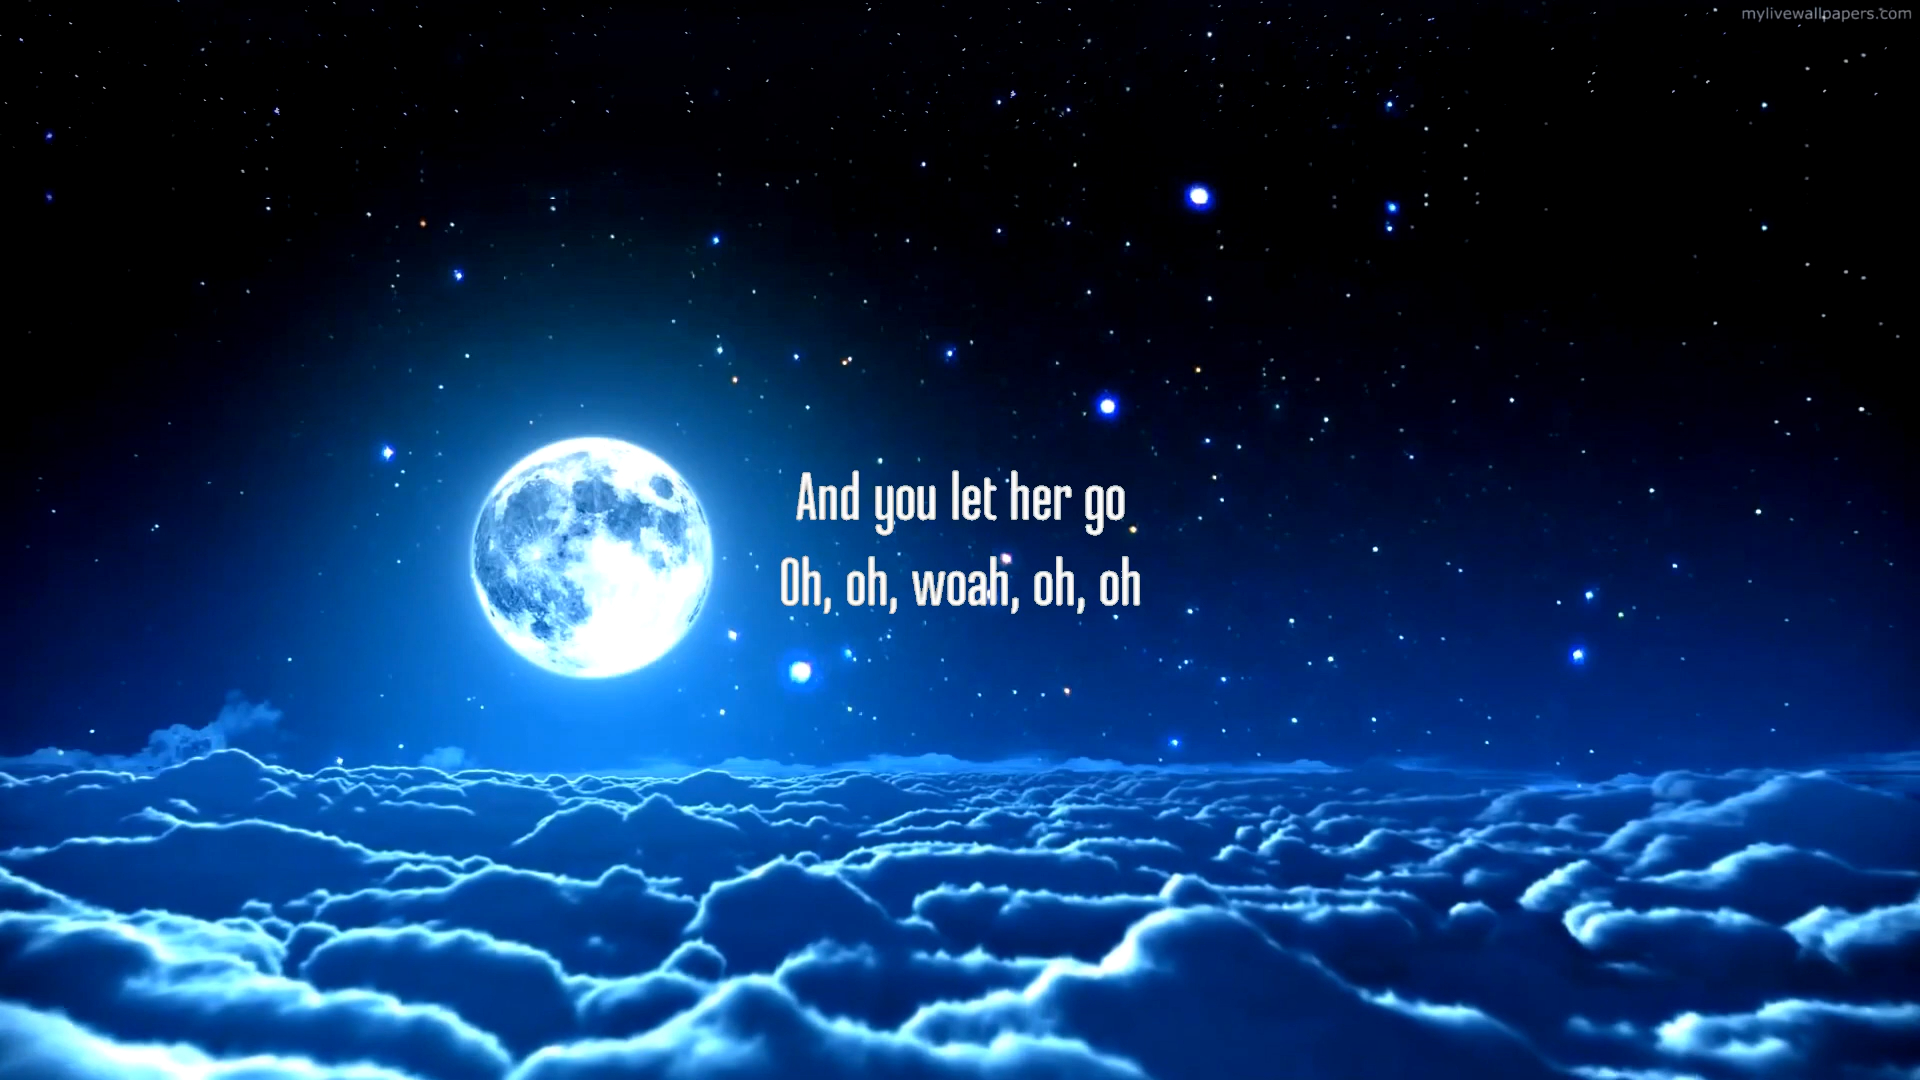 mylivewallpapers.com
And you let her go
Oh, oh, woah, oh, oh